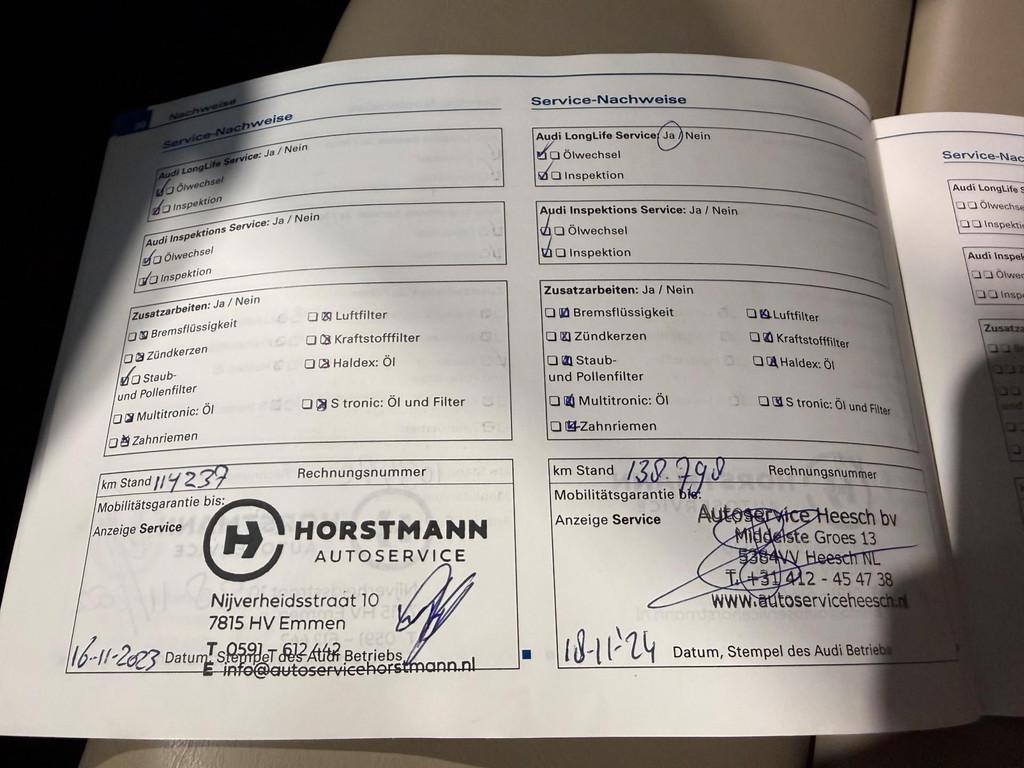 Nachweise
Service-Nachweise
Audi LongLife Service: Ja / Nein
Ölwechsel
Inspektion
Audi Inspektions Service: Ja / Nein
Ölwechsel
Inspektion
Zusatzarbeiten: Ja / Nein
Bremsflüssigkeit
Luftfilter
Zündkerzen
Kraftstofffilter
Staub-
und Pollenfilter
Haldex: Öl
Multitronic: Öl
S tronic: Öl und Filter
Zahnriemen
km Stand 114237 Rechnungsnummer
Mobilitätsgarantie bis:
Anzeige Service
HORSTMANN
AUTOSERVICE
Nijverheidsstraat 10
7815 HV Emmen
T 0591 - 612 442
16-11-2023 Datum, Stempel des Audi Betriebs
E info@autoservicehorstmann.nl
Service-Nachweise
Audi LongLife Service: Ja / Nein
Ölwechsel
Inspektion
Audi Inspektions Service: Ja / Nein
Ölwechsel
Inspektion
Zusatzarbeiten: Ja / Nein
Bremsflüssigkeit
Luftfilter
Zündkerzen
Kraftstofffilter
Staub-
und Pollenfilter
Haldex: Öl
Multitronic: Öl
S tronic: Öl und Filter
Zahnriemen
km Stand 138.798 Rechnungsnummer
Mobilitätsgarantie bis:
Anzeige Service
Autoservice Heesch bv
Middelste Groes 13
5384VV Heesch NL
T. +31 412 - 45 47 38
www.autoserviceheesch.nl
18-11-'24 Datum, Stempel des Audi Betriebs
Service-Nac
Audi LongLife
Ölwechse
Inspekti
Audi Inspek
Ölwe
Insp
Zusatza